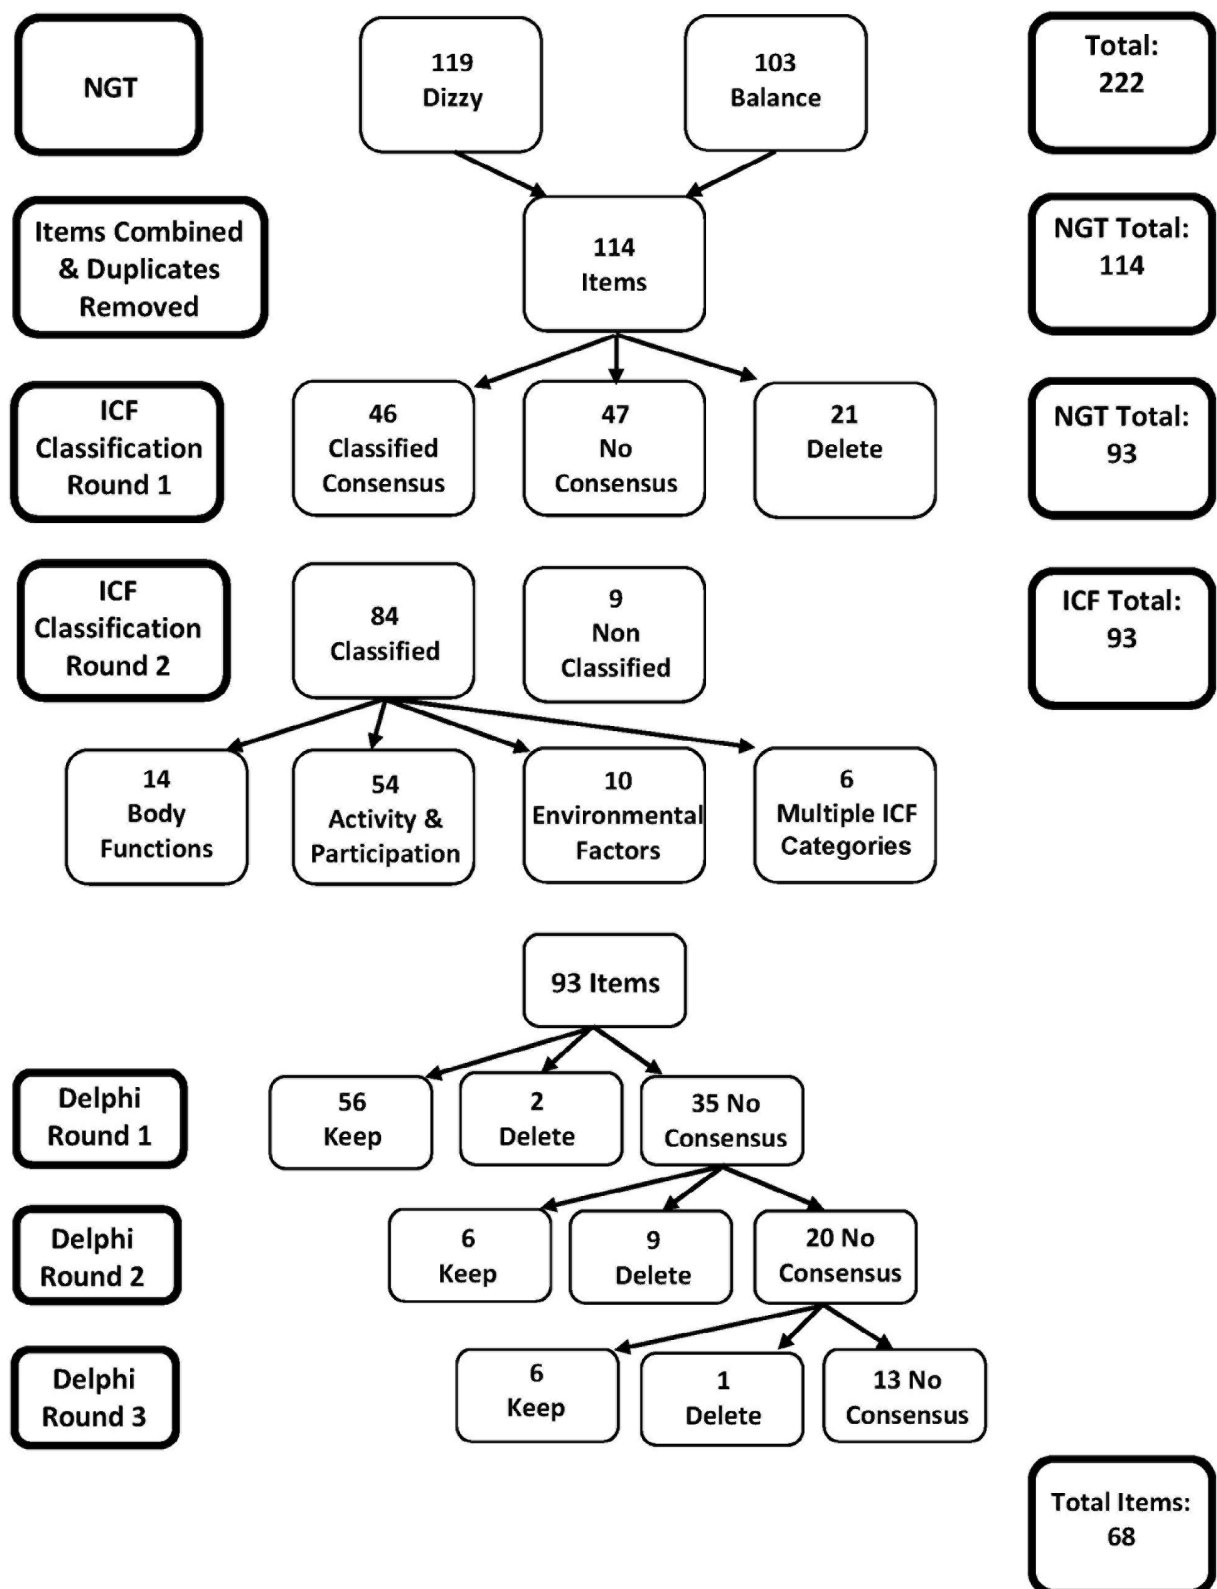 NGT
119
Dizzy
103
Balance
Total:
222
Items Combined
& Duplicates
Removed
114
Items
NGT Total:
114
ICF
Classification
Round 1
46
Classified
Consensus
47
No
Consensus
21
Delete
NGT Total:
93
ICF
Classification
Round 2
84
Classified
9
Non
Classified
ICF Total:
93
14
Body
Functions
54
Activity &
Participation
10
Environmental
Factors
6
Multiple ICF
Categories
93 Items
Delphi
Round 1
56
Keep
2
Delete
35 No
Consensus
Delphi
Round 2
6
Keep
9
Delete
20 No
Consensus
Delphi
Round 3
6
Keep
1
Delete
13 No
Consensus
Total Items:
68